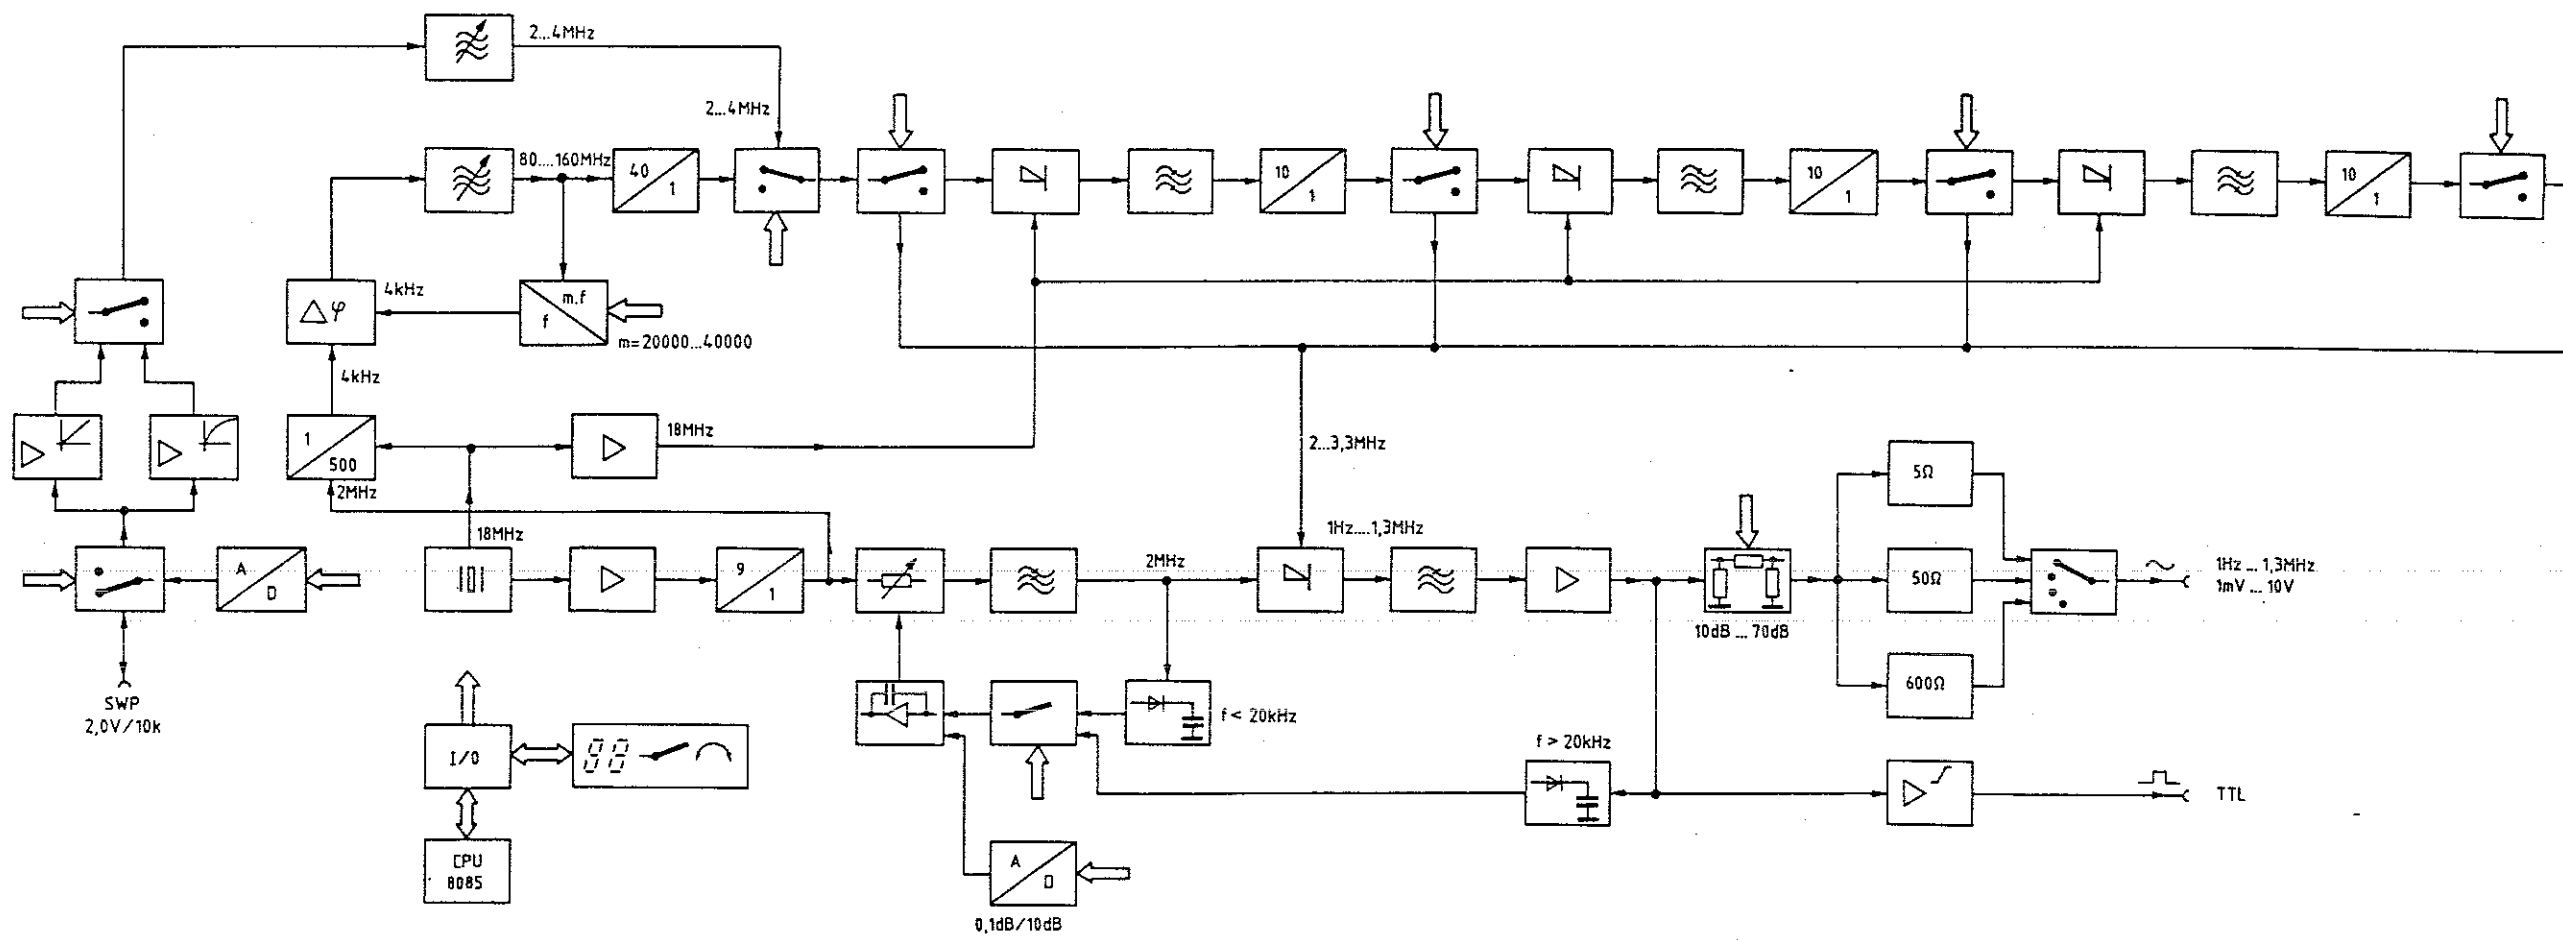 2...4MHz
2...4MHz
80....160MHz
40
1
10
1
10
1
10
1
Δφ
4kHz
m.f
f
m=20000...40000
4kHz
1
500
2MHz
18MHz
2...3,3MHz
5Ω
18MHz
1Hz....1,3MHz
A
D
9
1
2MHz
50Ω
1Hz ... 1,3MHz
1mV ... 10V
10dB ... 70dB
600Ω
SWP
2,0V/10k
f < 20kHz
I/O
88
f > 20kHz
TTL
CPU
8085
A
D
0,1dB/10dB